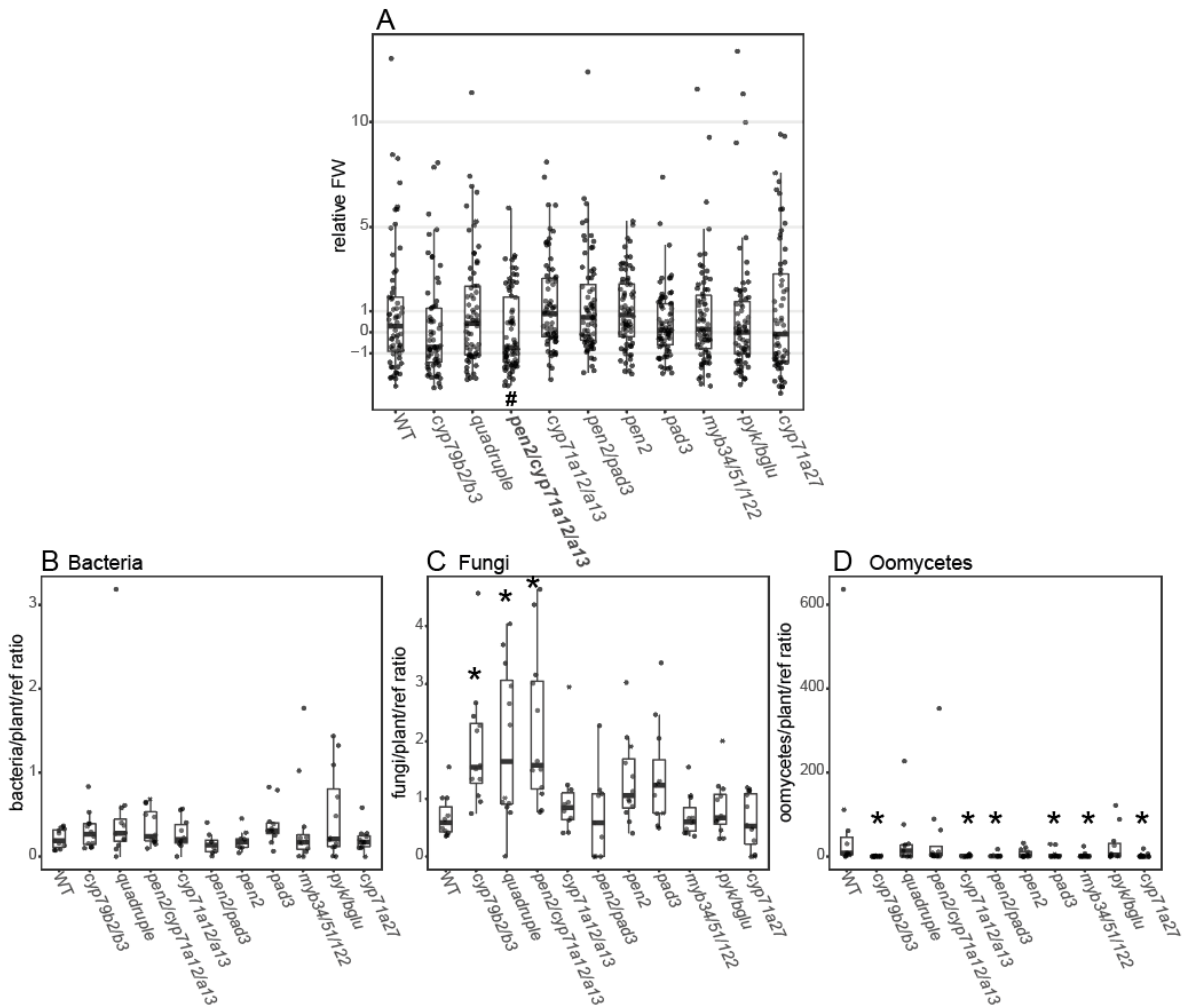 A
relative FW
10
5
1
0
−1
#
WT
cyp79b2/b3
quadruple
pen2/cyp71a12/a13
cyp71a12/a13
pen2/pad3
pen2
pad3
myb34/51/122
pyk/bglu
cyp71a27
B Bacteria
bacteria/plant/ref ratio
3
2
1
0
WT
cyp79b2/b3
quadruple
pen2/cyp71a12/a13
cyp71a12/a13
pen2/pad3
pen2
pad3
myb34/51/122
pyk/bglu
cyp71a27
C Fungi
fungi/plant/ref ratio
4
3
2
1
0
* * *
WT
cyp79b2/b3
quadruple
pen2/cyp71a12/a13
cyp71a12/a13
pen2/pad3
pen2
pad3
myb34/51/122
pyk/bglu
cyp71a27
D Oomycetes
oomycetes/plant/ref ratio
600
400
200
0
* * * * * *
WT
cyp79b2/b3
quadruple
pen2/cyp71a12/a13
cyp71a12/a13
pen2/pad3
pen2
pad3
myb34/51/122
pyk/bglu
cyp71a27